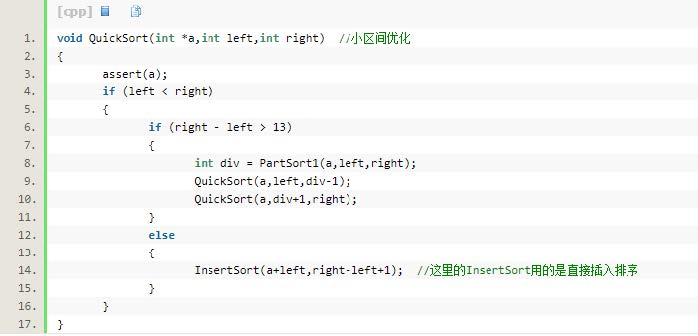 [cpp]
1. void QuickSort(int *a,int left,int right)  //小区间优化
2. {
3.        assert(a);
4.        if (left < right)
5.        {
6.               if (right - left > 13)
7.               {
8.                      int div = PartSort1(a,left,right);
9.                      QuickSort(a,left,div-1);
10.                      QuickSort(a,div+1,right);
11.               }
12.               else
13.               {
14.                      InsertSort(a+left,right-left+1);  //这里的InsertSort用的是直接插入排序
15.               }
16.        }
17. }